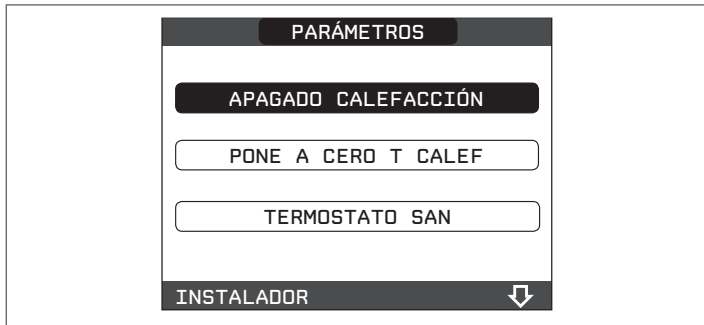 PARÁMETROS
APAGADO CALEFACCIÓN
PONE A CERO T CALEF
TERMOSTATO SAN
INSTALADOR